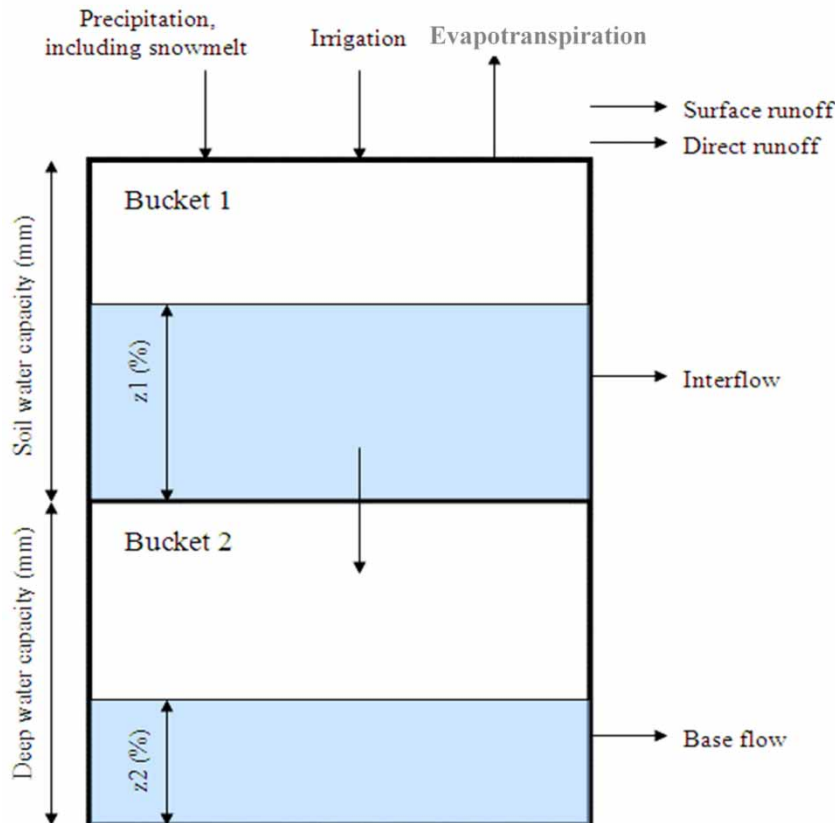 Precipitation,
including snowmelt
Irrigation
Evapotranspiration
Surface runoff
Direct runoff
Bucket 1
Soil water capacity (mm)
z1 (%)
Interflow
Bucket 2
Deep water capacity (mm)
z2 (%)
Base flow